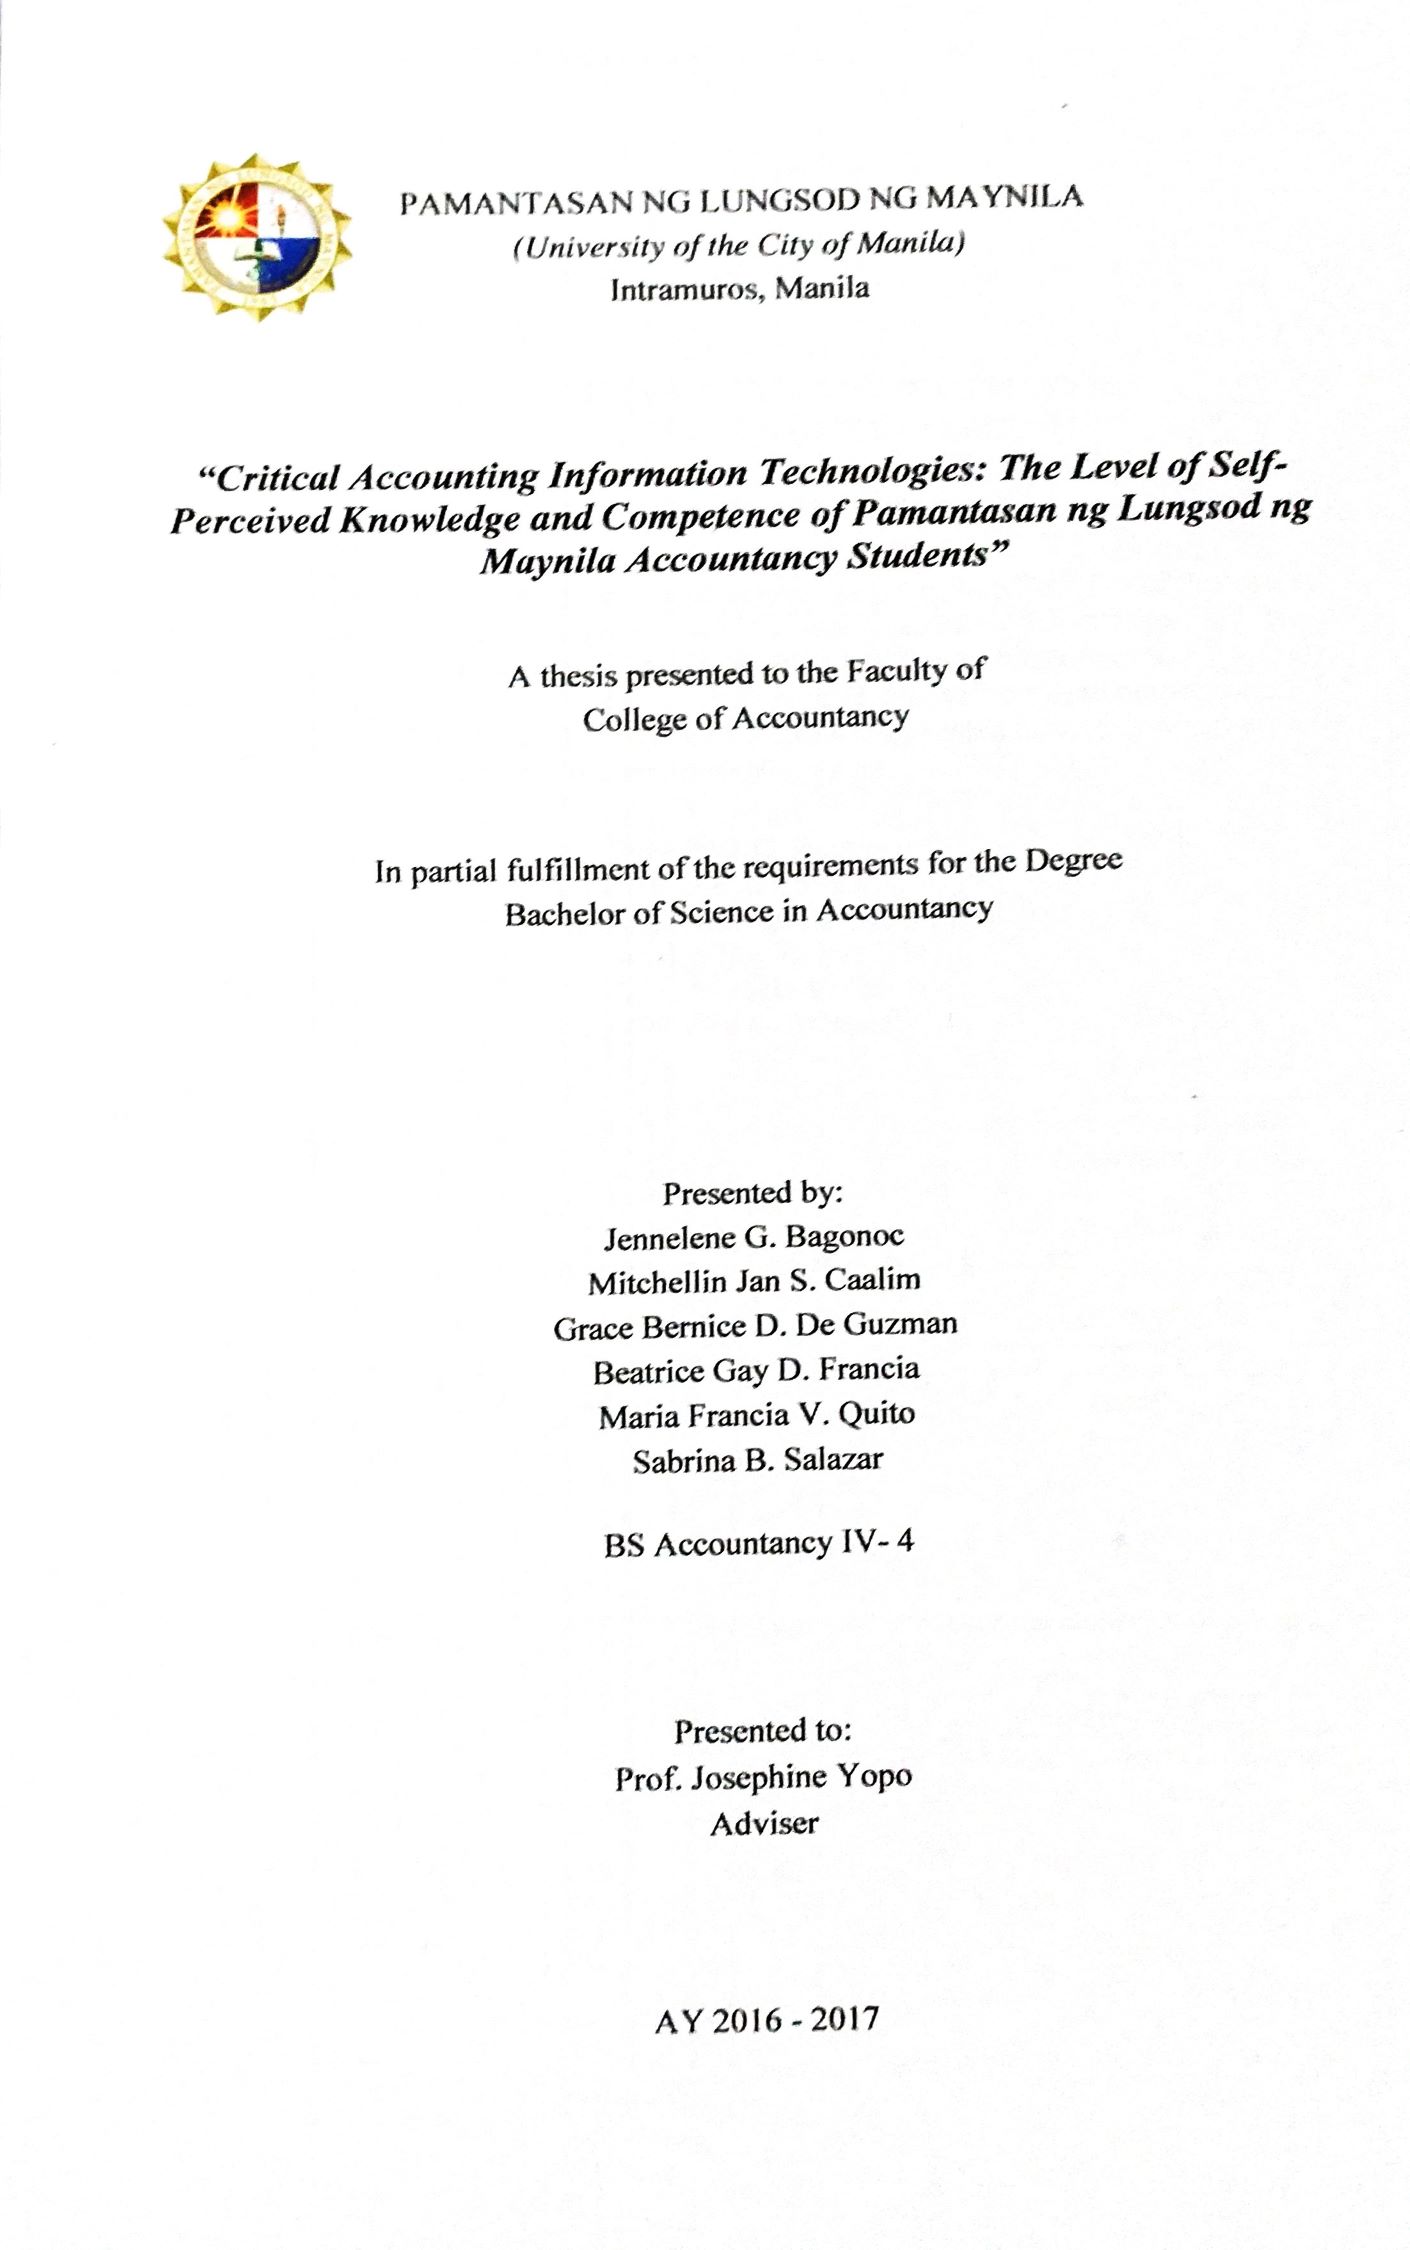 PAMANTASAN NG LUNGSOD NG MAYNILA
(University of the City of Manila)
Intramuros, Manila
“Critical Accounting Information Technologies: The Level of Self-
Perceived Knowledge and Competence of Pamantasan ng Lungsod ng
Maynila Accountancy Students”
A thesis presented to the Faculty of
College of Accountancy
In partial fulfillment of the requirements for the Degree
Bachelor of Science in Accountancy
Presented by:
Jennelene G. Bagonoc
Mitchellin Jan S. Caalim
Grace Bernice D. De Guzman
Beatrice Gay D. Francia
Maria Francia V. Quito
Sabrina B. Salazar
BS Accountancy IV- 4
Presented to:
Prof. Josephine Yopo
Adviser
AY 2016 - 2017